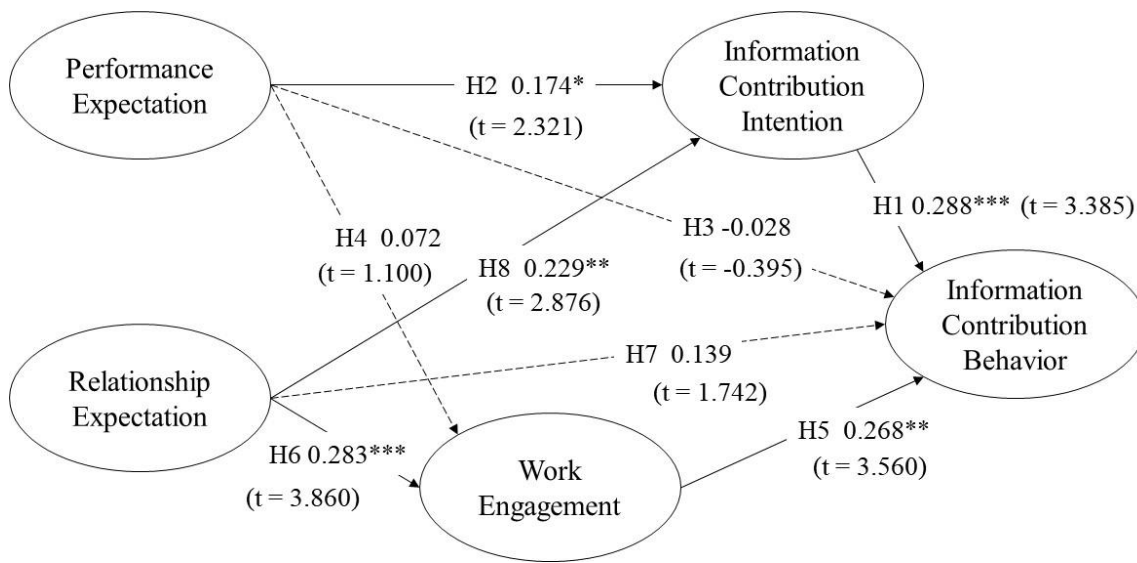 Performance
Expectation
Information
Contribution
Intention
H2 0.174*
(t = 2.321)
H1 0.288*** (t = 3.385)
H4 0.072
(t = 1.100)
H3 -0.028
(t = -0.395)
H8 0.229**
(t = 2.876)
Information
Contribution
Behavior
Relationship
Expectation
H7 0.139
(t = 1.742)
H6 0.283***
(t = 3.860)
H5 0.268**
(t = 3.560)
Work
Engagement